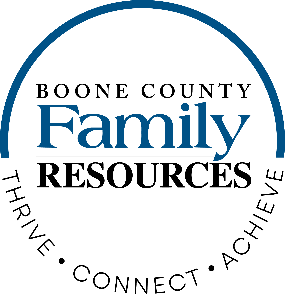 BOONE COUNTY
Family
RESOURCES
THRIVE • CONNECT • ACHIEVE